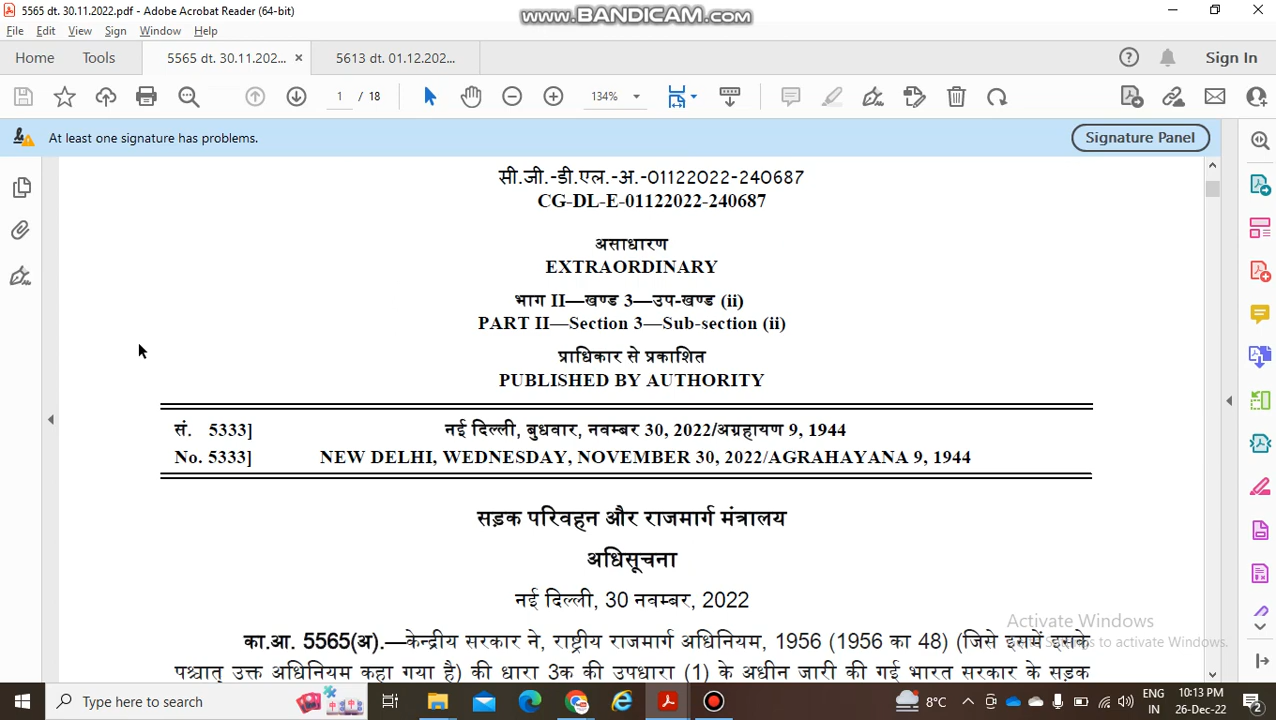 5565 dt. 30.11.2022.pdf - Adobe Acrobat Reader (64-bit)
www.BANDICAM.com
File Edit View Sign Window Help
Home Tools 5565 dt. 30.11.202... × 5613 dt. 01.12.202...
Sign In
1 / 18 134%
At least one signature has problems.
Signature Panel
सी.जी.-डी.एल.-अ.-01122022-240687
CG-DL-E-01122022-240687
असाधारण
EXTRAORDINARY
भाग II—खण्ड 3—उप-खण्ड (ii)
PART II—Section 3—Sub-section (ii)
प्राधिकार से प्रकाशित
PUBLISHED BY AUTHORITY
सं. 5333] नई दिल्ली, बुधवार, नवम्बर 30, 2022/अग्रहायण 9, 1944
No. 5333] NEW DELHI, WEDNESDAY, NOVEMBER 30, 2022/AGRAHAYANA 9, 1944
सड़क परिवहन और राजमार्ग मंत्रालय
अधिसूचना
नई दिल्ली, 30 नवम्बर, 2022
का.आ. 5565(अ).—केन्द्रीय सरकार ने, राष्ट्रीय राजमार्ग अधिनियम, 1956 (1956 का 48) (जिसे इसमें इसके
पश्चात् उक्त अधिनियम कहा गया है) की धारा 3क की उपधारा (1) के अधीन जारी की गई भारत सरकार के सड़क
Activate Windows
to activate Windows.
Type here to search
8°C
ENG
IN
10:13 PM
26-Dec-22
2